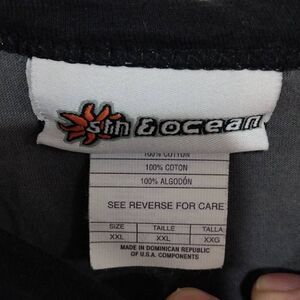 sun & ocean
100% COTTON
100% COTON
100% ALGODÓN
SEE REVERSE FOR CARE
SIZE TAILLE TALLA
XXL XXL XXG
MADE IN DOMINICAN REPUBLIC
OF U.S.A. COMPONENTS